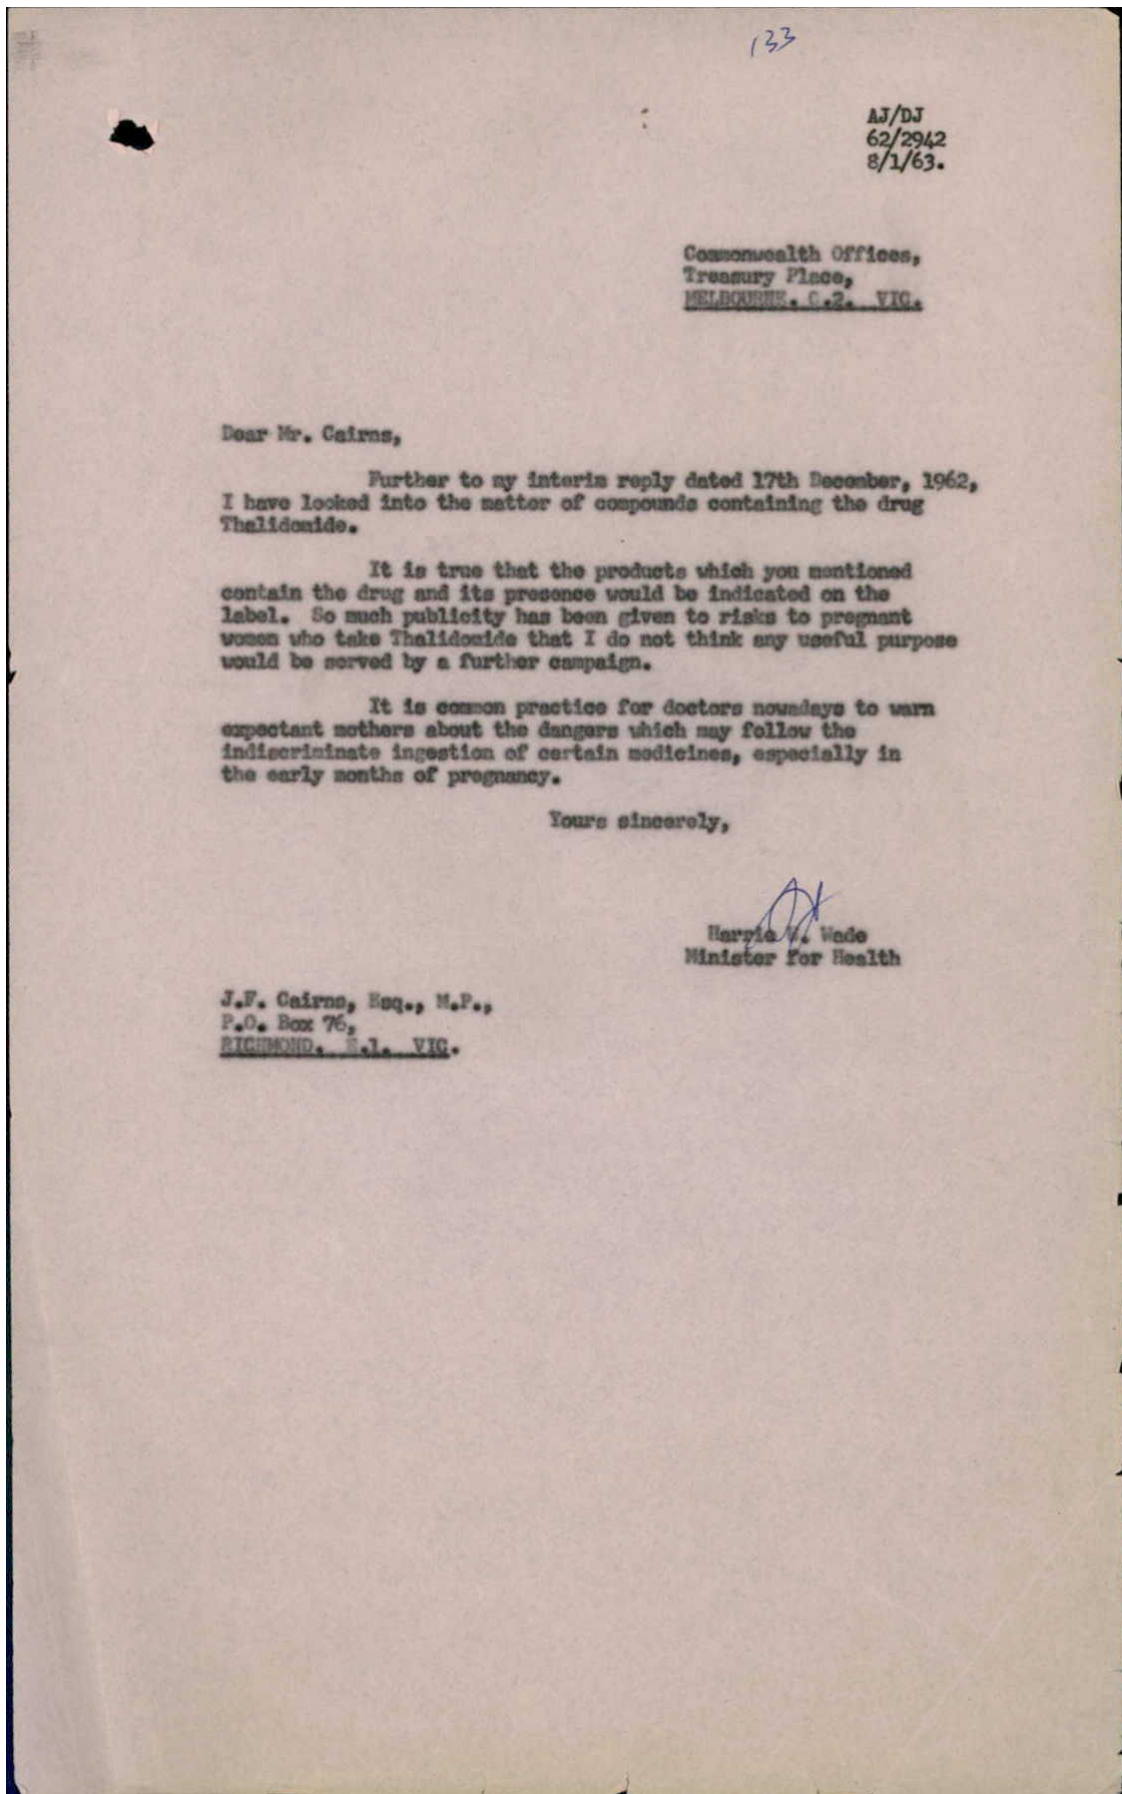 133
AJ/DJ
62/2942
8/1/63.
Commonwealth Offices,
Treasury Place,
MELBOURNE. C.2. VIC.
Dear Mr. Cairns,
Further to my interim reply dated 17th December, 1962,
I have looked into the matter of compounds containing the drug
Thalidomide.
It is true that the products which you mentioned
contain the drug and its presence would be indicated on the
label. So much publicity has been given to risks to pregnant
women who take Thalidomide that I do not think any useful purpose
would be served by a further campaign.
It is common practice for doctors nowadays to warn
expectant mothers about the dangers which may follow the
indiscriminate ingestion of certain medicines, especially in
the early months of pregnancy.
Yours sincerely,
Wade
Minister for Health
J.F. Cairns, Esq., M.P.,
P.O. Box 76,
RICHMOND. E.1. VIC.